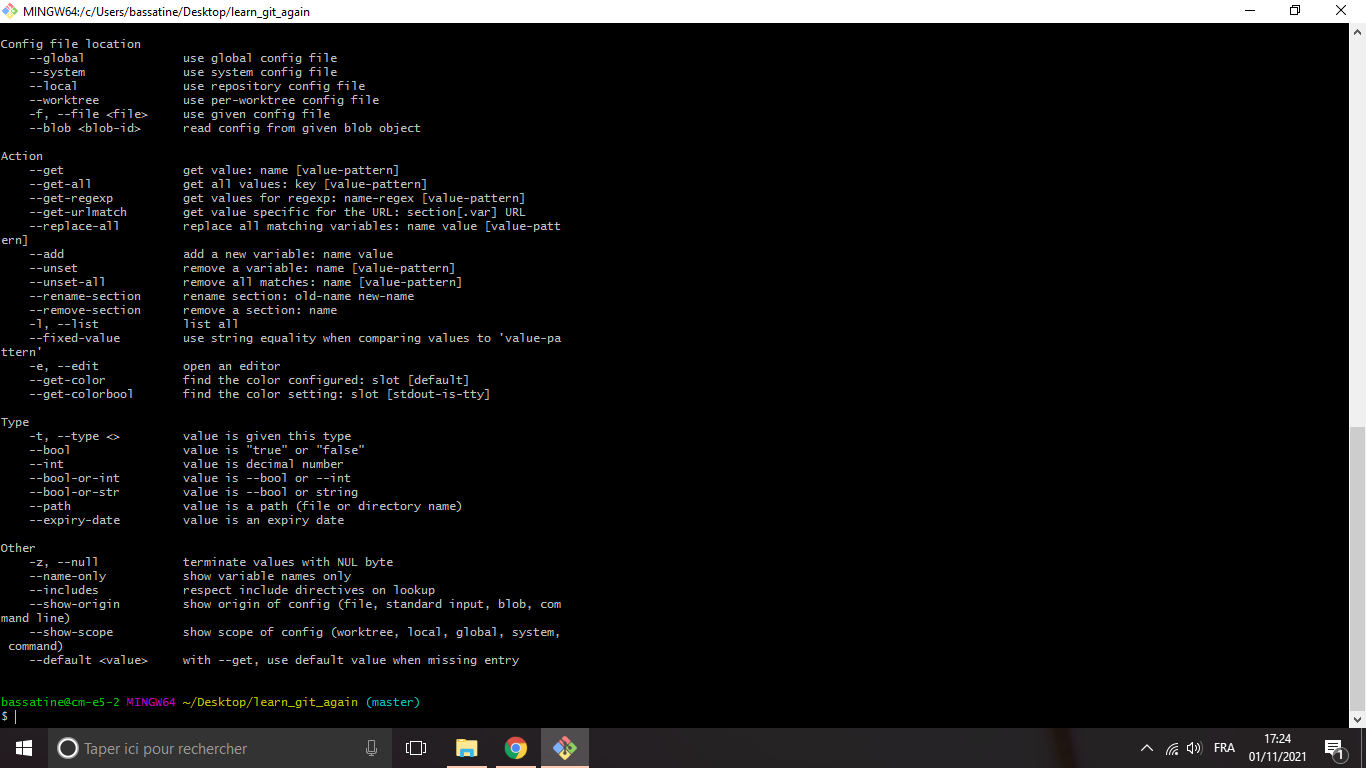 MINGW64:/c/Users/bassatine/Desktop/learn_git_again
Config file location
    --global              use global config file
    --system              use system config file
    --local               use repository config file
    --worktree            use per-worktree config file
    -f, --file <file>     use given config file
    --blob <blob-id>      read config from given blob object

Action
    --get                 get value: name [value-pattern]
    --get-all             get all values: key [value-pattern]
    --get-regexp          get values for regexp: name-regex [value-pattern]
    --get-urlmatch        get value specific for the URL: section[.var] URL
    --replace-all         replace all matching variables: name value [value-patt
ern]
    --add                 add a new variable: name value
    --unset               remove a variable: name [value-pattern]
    --unset-all           remove all matches: name [value-pattern]
    --rename-section      rename section: old-name new-name
    --remove-section      remove a section: name
    -l, --list            list all
    --fixed-value         use string equality when comparing values to 'value-pa
ttern'
    -e, --edit            open an editor
    --get-color           find the color configured: slot [default]
    --get-colorbool       find the color setting: slot [stdout-is-tty]

Type
    -t, --type <>         value is given this type
    --bool                value is "true" or "false"
    --int                 value is decimal number
    --bool-or-int         value is --bool or --int
    --bool-or-str         value is --bool or string
    --path                value is a path (file or directory name)
    --expiry-date         value is an expiry date

Other
    -z, --null            terminate values with NUL byte
    --name-only           show variable names only
    --includes            respect include directives on lookup
    --show-origin         show origin of config (file, standard input, blob, com
mand line)
    --show-scope          show scope of config (worktree, local, global, system,
 command)
    --default <value>     with --get, use default value when missing entry

bassatine@cm-e5-2 MINGW64 ~/Desktop/learn_git_again (master)
$
Taper ici pour rechercher
FRA
17:24
01/11/2021
1